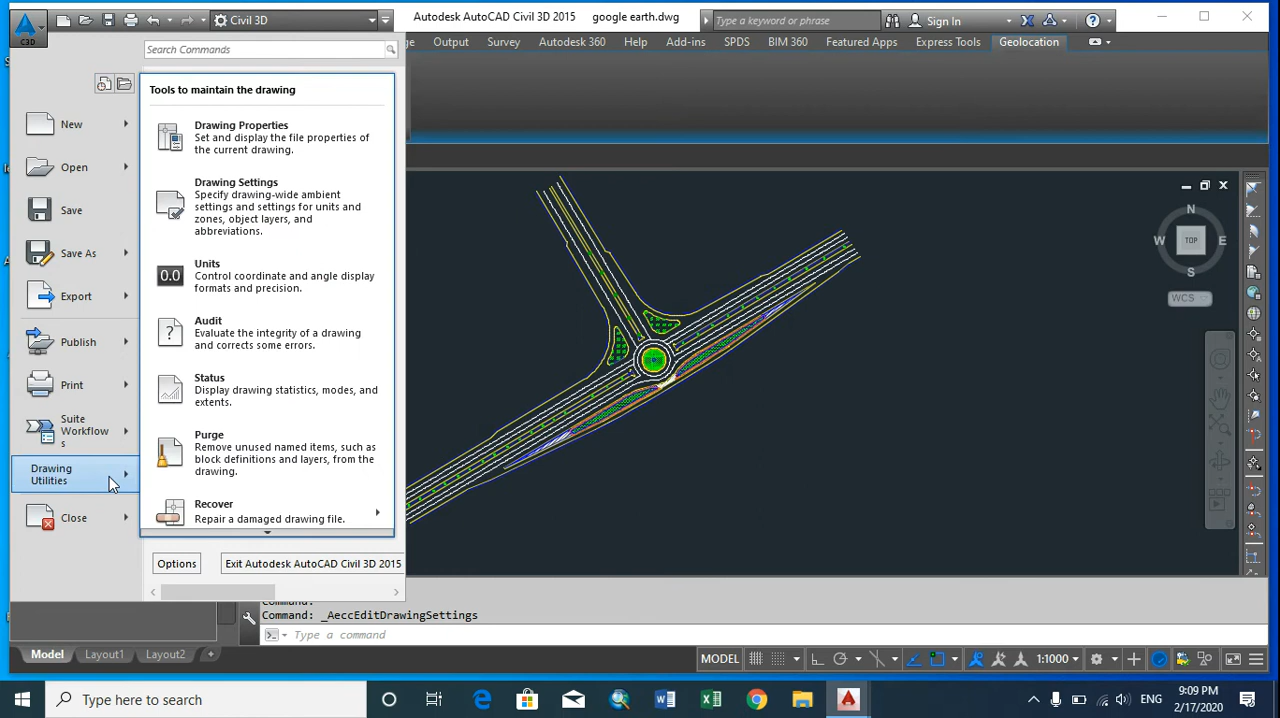 Civil 3D
Autodesk AutoCAD Civil 3D 2015 google earth.dwg
Type a keyword or phrase
Sign In
C3D
ge Output Survey Autodesk 360 Help Add-ins SPDS BIM 360 Featured Apps Express Tools Geolocation
Search Commands
New
Open
Save
Save As
Export
Publish
Print
Suite
Workflow
s
Drawing
Utilities
Close
Tools to maintain the drawing
Drawing Properties
Set and display the file properties of
the current drawing.
Drawing Settings
Specify drawing-wide ambient
settings and settings for units and
zones, object layers, and
abbreviations.
0.0
Units
Control coordinate and angle display
formats and precision.
Audit
Evaluate the integrity of a drawing
and corrects some errors.
Status
Display drawing statistics, modes, and
extents.
Purge
Remove unused named items, such as
block definitions and layers, from the
drawing.
Recover
Repair a damaged drawing file.
Options
Exit Autodesk AutoCAD Civil 3D 2015
N
W TOP E
S
WCS
Command:
Command: _AeccEditDrawingSettings
Type a command
Model Layout1 Layout2
MODEL
1:1000
Type here to search
ENG
9:09 PM
2/17/2020